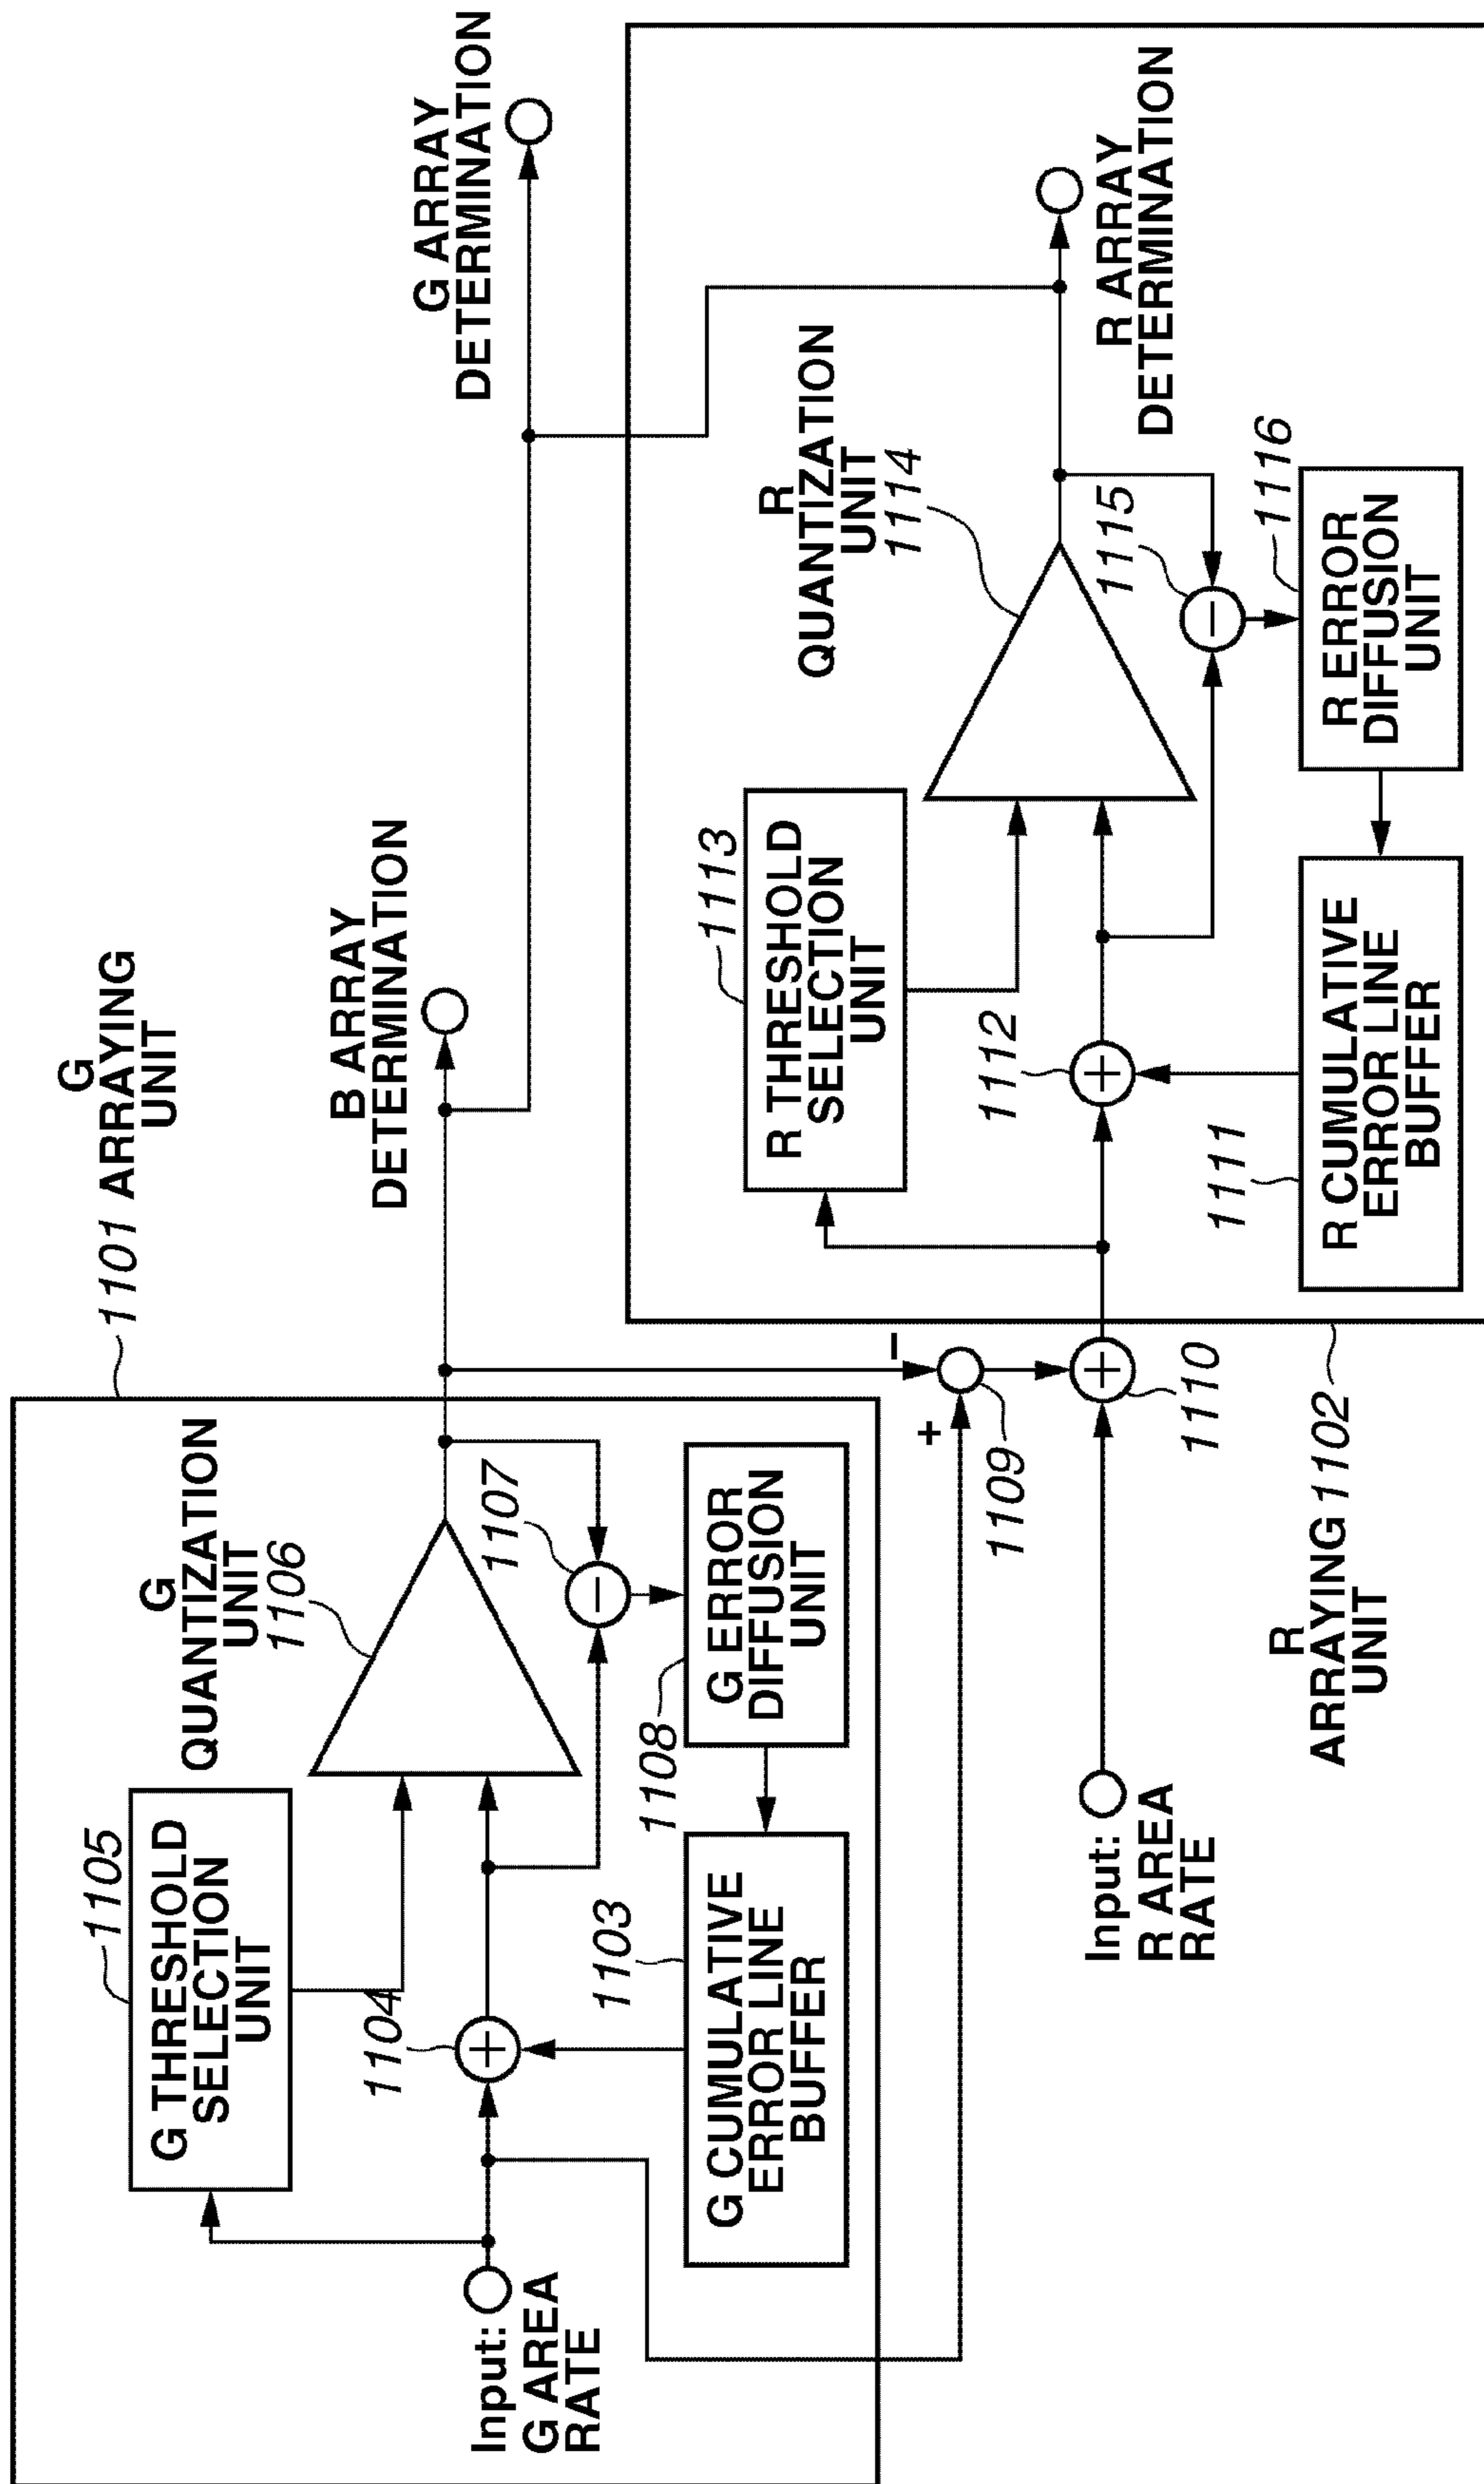 G
1101 ARRAYING
UNIT
1105
G THRESHOLD
SELECTION
UNIT
G
QUANTIZATION
UNIT
1106
1104
1107
Input:
G AREA
RATE
1103
G CUMULATIVE
ERROR LINE
BUFFER
1108
G ERROR
DIFFUSION
UNIT
B ARRAY
DETERMINATION
G ARRAY
DETERMINATION
+
−
1109
Input:
R AREA
RATE
1110
R
ARRAYING 1102
UNIT
1113
R THRESHOLD
SELECTION
UNIT
R
QUANTIZATION
UNIT
1114
1112
1115
R ARRAY
DETERMINATION
1111
R CUMULATIVE
ERROR LINE
BUFFER
1116
R ERROR
DIFFUSION
UNIT